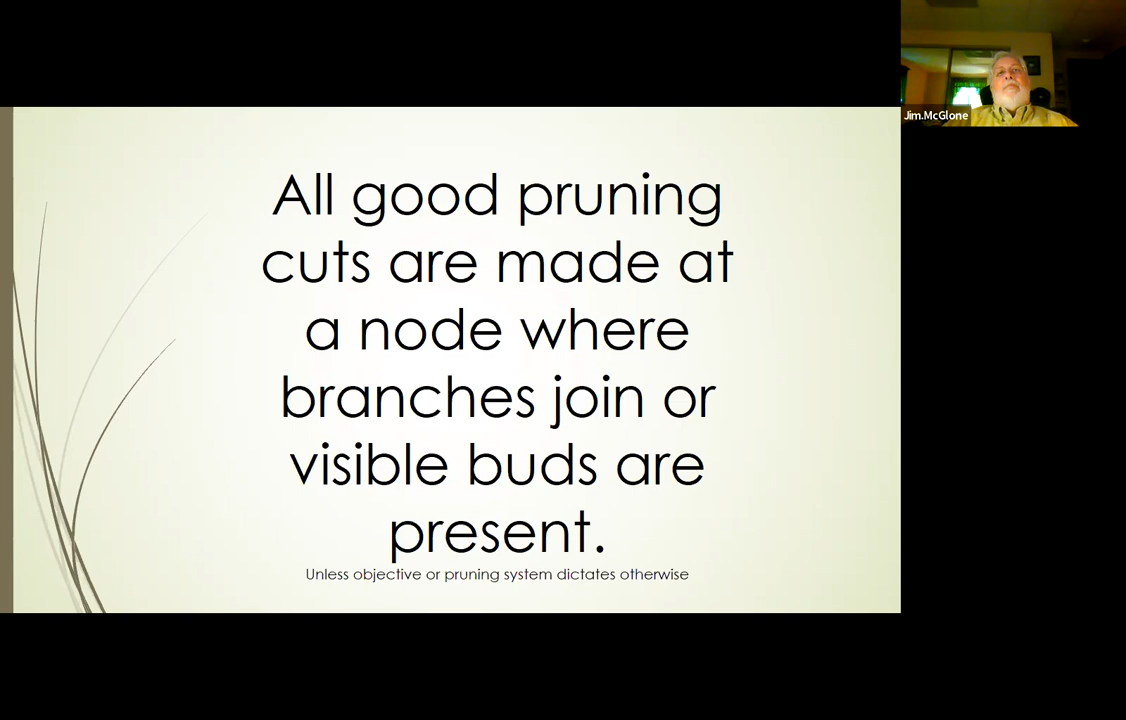 Jim.McGlone
All good pruning
cuts are made at
a node where
branches join or
visible buds are
present.
Unless objective or pruning system dictates otherwise